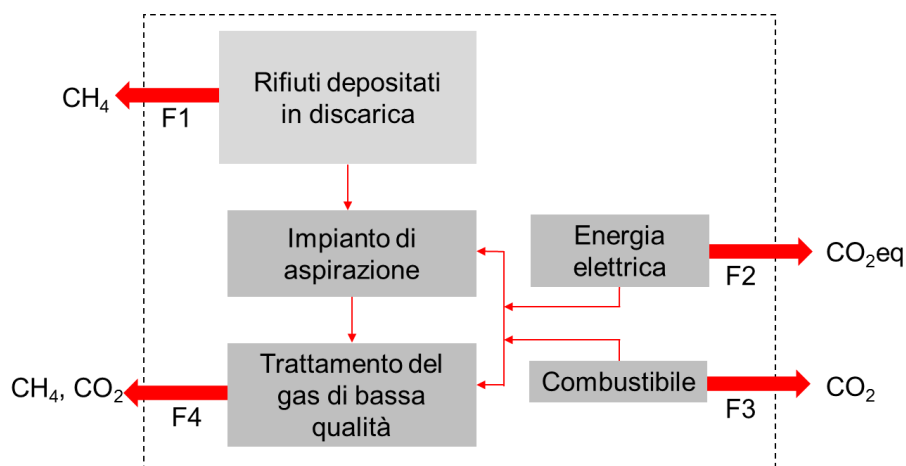 Rifiuti depositati
in discarica
CH₄
F1
Impianto di
aspirazione
Energia
elettrica
CO₂eq
F2
Trattamento del
gas di bassa
qualità
Combustibile
CH₄, CO₂
F4
CO₂
F3